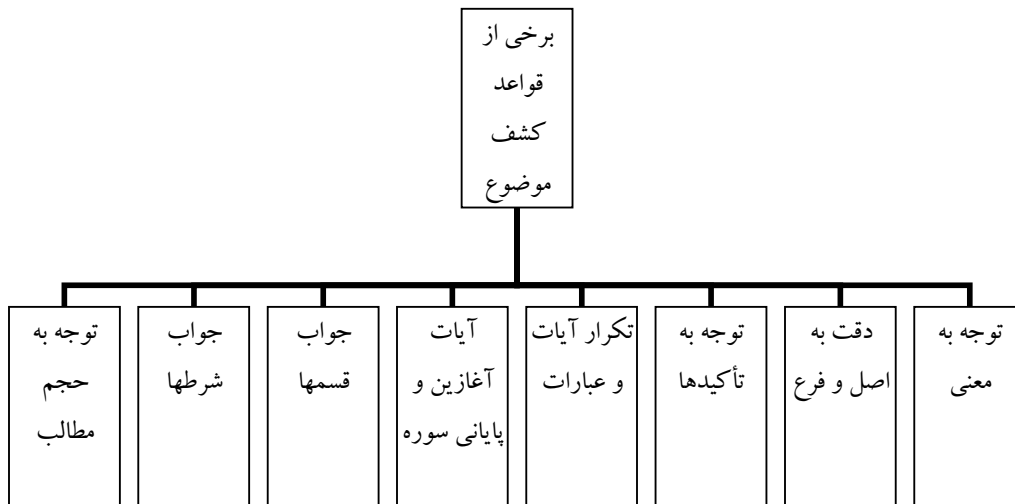 برخی از
قواعد
کشف
موضوع
توجه به
معنی
دقت به
اصل و فرع
توجه به
تأکیدها
تکرار آیات
و عبارات
آیات
آغازین و
پایانی سوره
جواب
قسمها
جواب
شرطها
توجه به
حجم
مطالب